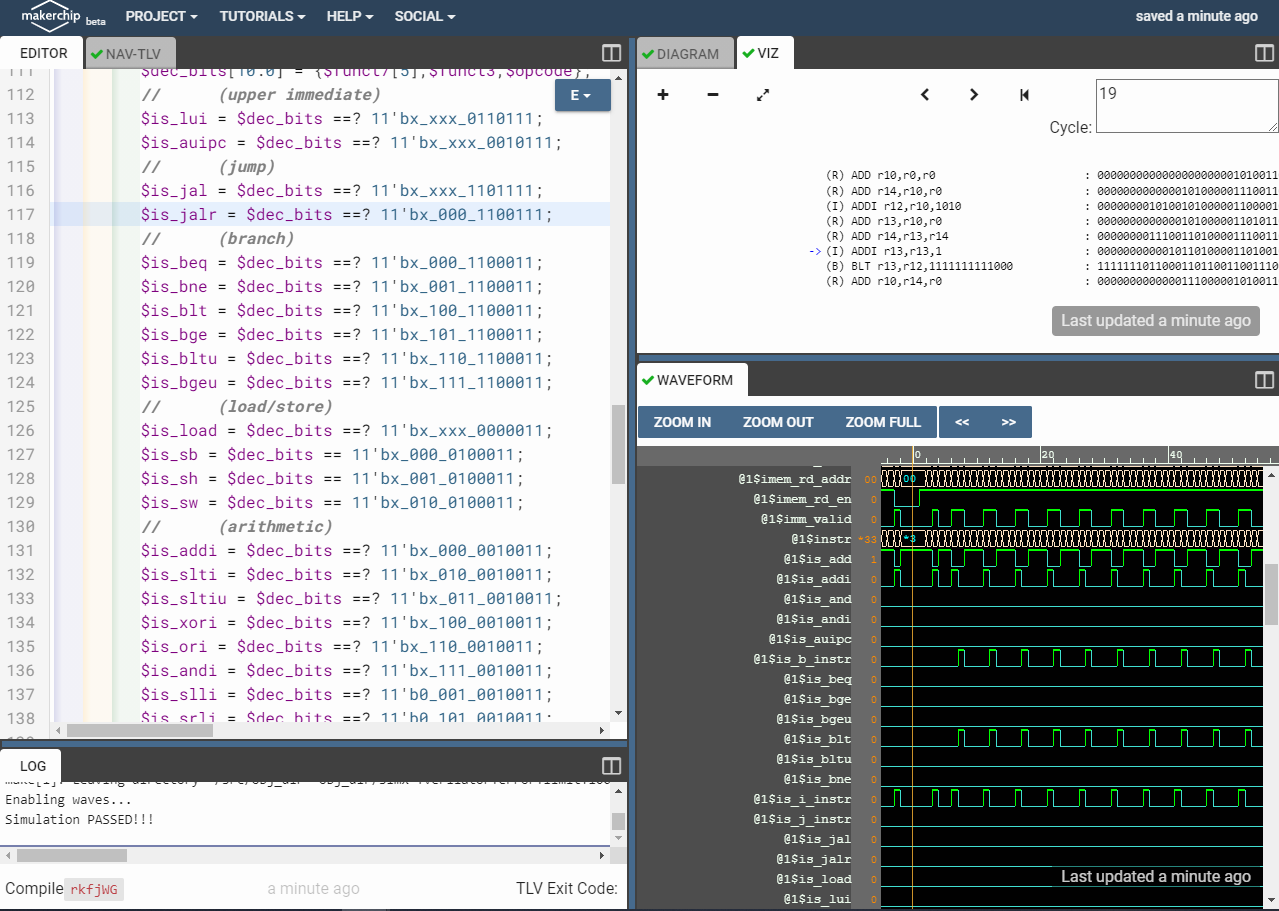 makerchip beta PROJECT TUTORIALS HELP SOCIAL saved a minute ago
EDITOR NAV-TLV
111 $dec_bits[10:0] = {$funct7[5],$funct3,$opcode};
112 // (upper immediate)
113 $is_lui = $dec_bits ==? 11'bx_xxx_0110111;
114 $is_auipc = $dec_bits ==? 11'bx_xxx_0010111;
115 // (jump)
116 $is_jal = $dec_bits ==? 11'bx_xxx_1101111;
117 $is_jalr = $dec_bits ==? 11'bx_000_1100111;
118 // (branch)
119 $is_beq = $dec_bits ==? 11'bx_000_1100011;
120 $is_bne = $dec_bits ==? 11'bx_001_1100011;
121 $is_blt = $dec_bits ==? 11'bx_100_1100011;
122 $is_bge = $dec_bits ==? 11'bx_101_1100011;
123 $is_bltu = $dec_bits ==? 11'bx_110_1100011;
124 $is_bgeu = $dec_bits ==? 11'bx_111_1100011;
125 // (load/store)
126 $is_load = $dec_bits ==? 11'bx_xxx_0000011;
127 $is_sb = $dec_bits == 11'bx_000_0100011;
128 $is_sh = $dec_bits == 11'bx_001_0100011;
129 $is_sw = $dec_bits == 11'bx_010_0100011;
130 // (arithmetic)
131 $is_addi = $dec_bits ==? 11'bx_000_0010011;
132 $is_slti = $dec_bits ==? 11'bx_010_0010011;
133 $is_sltiu = $dec_bits ==? 11'bx_011_0010011;
134 $is_xori = $dec_bits ==? 11'bx_100_0010011;
135 $is_ori = $dec_bits ==? 11'bx_110_0010011;
136 $is_andi = $dec_bits ==? 11'bx_111_0010011;
137 $is_slli = $dec_bits ==? 11'b0_001_0010011;
138 $is_srli = $dec_bits ==? 11'b0_101_0010011;
E
LOG
Enabling waves...
Simulation PASSED!!!
Compile rkfjWG a minute ago TLV Exit Code:
DIAGRAM VIZ
Cycle: 19
(R) ADD r10,r0,r0 : 00000000000000000000001010011
(R) ADD r14,r10,r0 : 00000000000001010000001110011
(I) ADDI r12,r10,1010 : 00000000101001010000001100001
(R) ADD r13,r10,r0 : 00000000000001010000001101011
(R) ADD r14,r13,r14 : 00000000111001101000001110011
-> (I) ADDI r13,r13,1 : 00000000000101101000001101001
(B) BLT r13,r12,1111111111000 : 11111110110001101100110011100
(R) ADD r10,r14,r0 : 00000000000001110000001010011
Last updated a minute ago
WAVEFORM
ZOOM IN ZOOM OUT ZOOM FULL << >>
0 20 40
@1$imem_rd_addr 00 00
@1$imem_rd_en 0
@1$imm_valid 0
@1$instr *33 *3
@1$is_add 1
@1$is_addi 0
@1$is_and 0
@1$is_andi 0
@1$is_auipc 0
@1$is_b_instr 0
@1$is_beq 0
@1$is_bge 0
@1$is_bgeu 0
@1$is_blt 0
@1$is_bltu 0
@1$is_bne 0
@1$is_i_instr 0
@1$is_j_instr 0
@1$is_jal 0
@1$is_jalr 0
@1$is_load 0
@1$is_lui 0
Last updated a minute ago